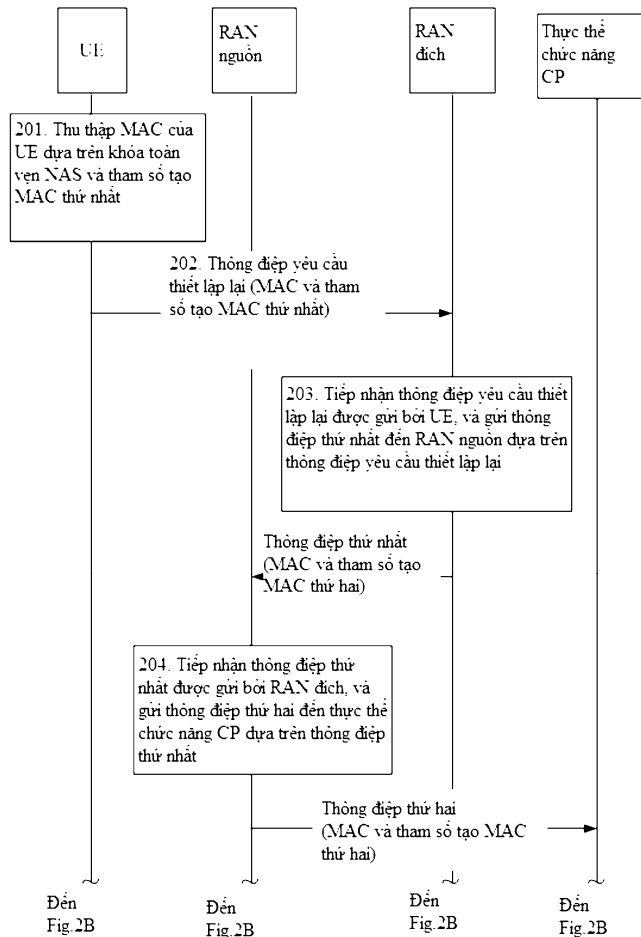 UE
RAN
nguồn
RAN
đích
Thực thể
chức năng
CP
201. Thu thập MAC của
UE dựa trên khóa toàn
vẹn NAS và tham số tạo
MAC thứ nhất
202. Thông điệp yêu cầu
thiết lập lại (MAC và tham
số tạo MAC thứ nhất)
203. Tiếp nhận thông điệp yêu cầu thiết
lập lại được gửi bởi UE, và gửi thông
điệp thứ nhất đến RAN nguồn dựa trên
thông điệp yêu cầu thiết lập lại
Thông điệp thứ nhất
(MAC và tham số tạo
MAC thứ hai)
204. Tiếp nhận thông điệp thứ
nhất được gửi bởi RAN đích, và
gửi thông điệp thứ hai đến thực thể
chức năng CP dựa trên thông điệp
thứ nhất
Thông điệp thứ hai
(MAC và tham số tạo MAC
thứ hai)
Đến
Fig.2B
Đến
Fig.2B
Đến
Fig.2B
Đến
Fig.2B